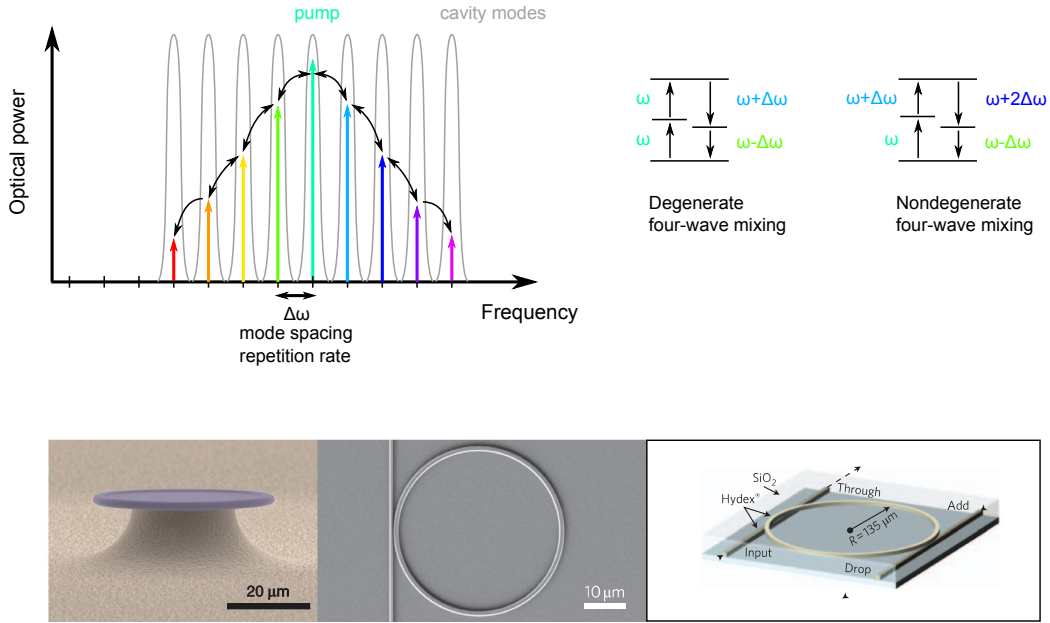 pump
cavity modes
Optical power
Δω
mode spacing
repetition rate
Frequency
ω
ω
ω+Δω
ω-Δω
Degenerate
four-wave mixing
ω+Δω
ω
ω+2Δω
ω-Δω
Nondegenerate
four-wave mixing
20 μm
10 μm
SiO2
Hydex®
Through
Add
R = 135 μm
Input
Drop